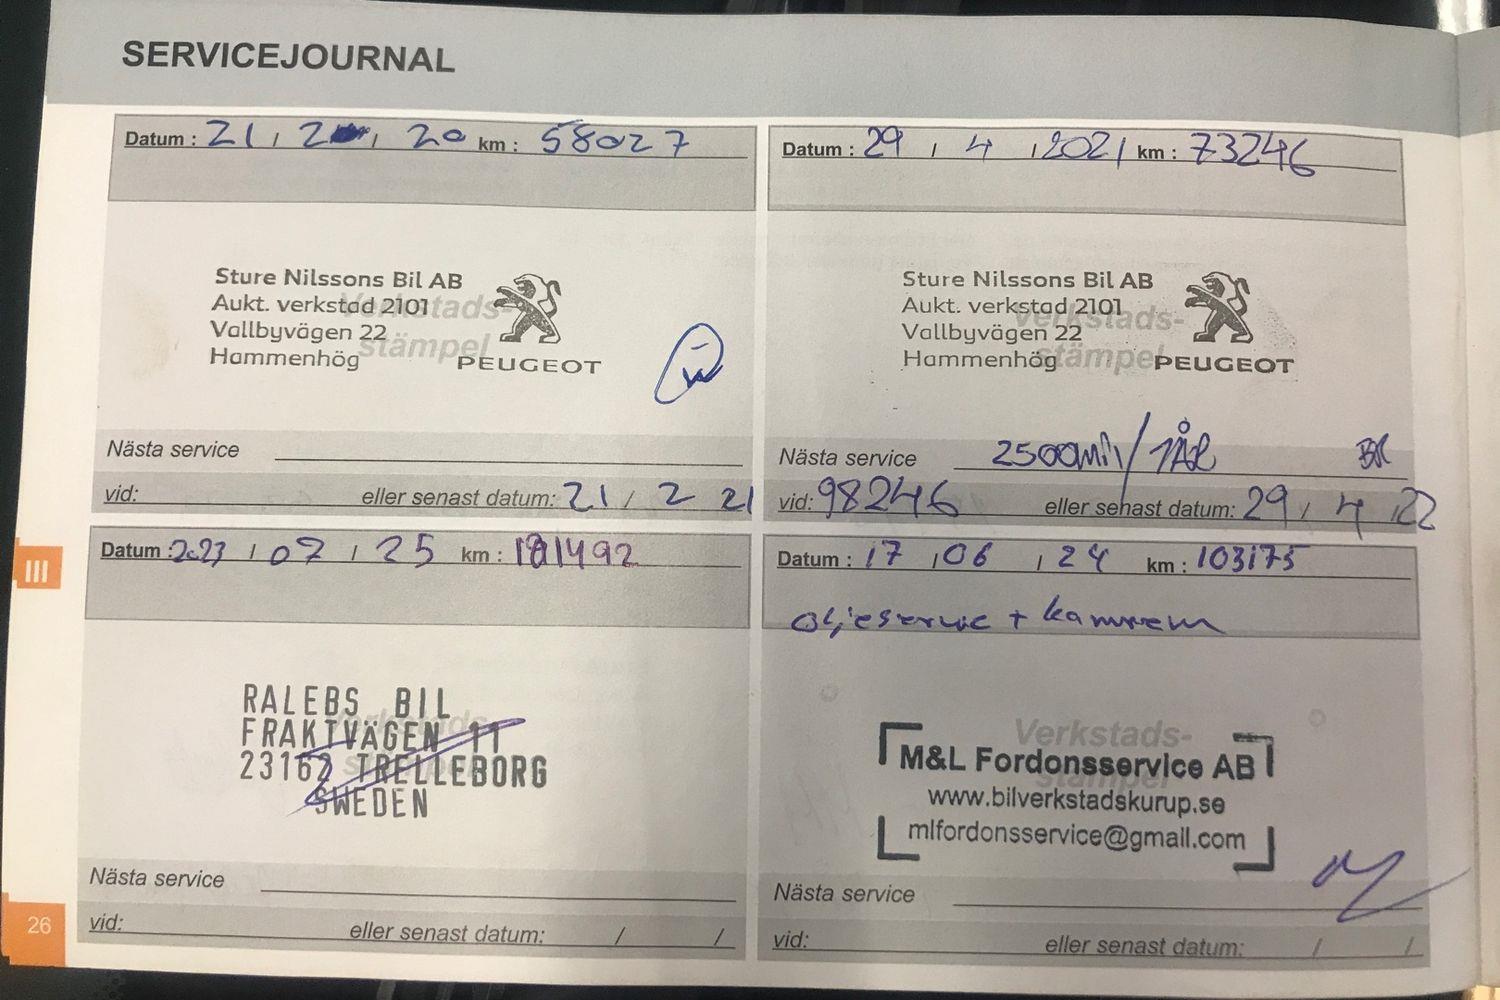 SERVICEJOURNAL
Datum : 21 / 2 / 20 km : 58027
Sture Nilssons Bil AB
Aukt. verkstad 2101
Vallbyvägen 22
Hammenhög
PEUGEOT
Verkstads-
stämpel
Nästa service
vid: eller senast datum: 21 / 2 21
Datum : 29 / 4 / 2021 km : 73246
Sture Nilssons Bil AB
Aukt. verkstad 2101
Vallbyvägen 22
Hammenhög
PEUGEOT
Verkstads-
stämpel
Nästa service 2500mil / 1ÅR BR
vid: 98246 eller senast datum: 29 / 4 / 22
III
Datum : 2023 / 07 / 25 km :
RALEBS BIL
FRAKTVÄGEN 11
23162 TRELLEBORG
SWEDEN
Verkstads-
Nästa service
vid: eller senast datum: / /
Datum : 17 / 06 / 24 km : 103175
oljeservice + kamrem
Verkstads-
stämpel
M&L Fordonsservice AB
www.bilverkstadskurup.se
mlfordonsservice@gmail.com
Nästa service
vid: eller senast datum: / /
26